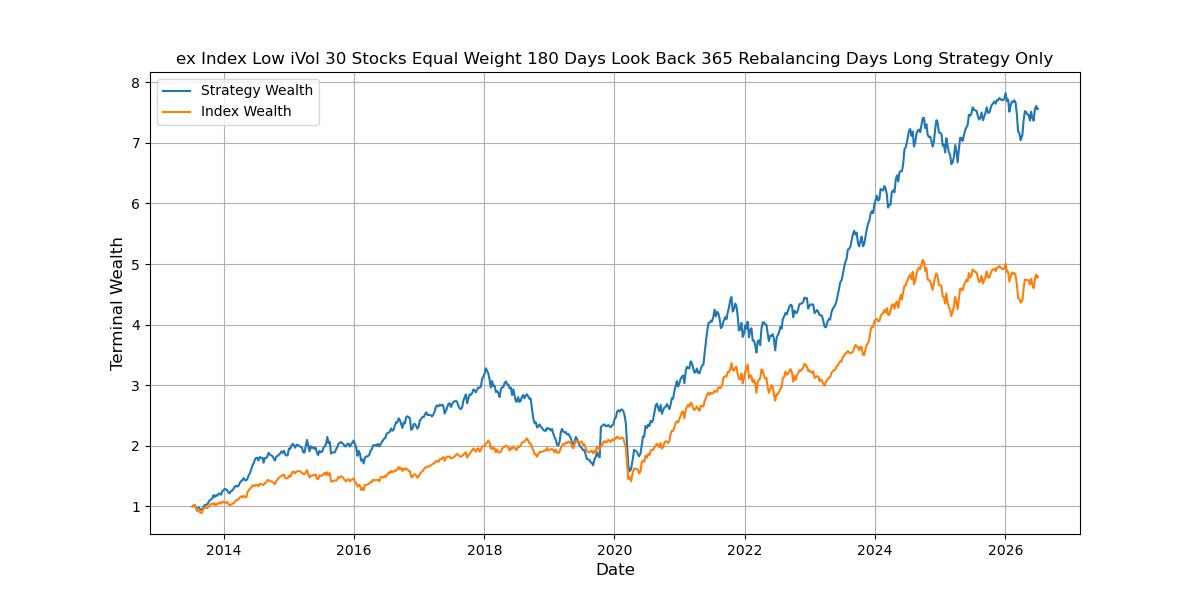 ex Index Low iVol 30 Stocks Equal Weight 180 Days Look Back 365 Rebalancing Days Long Strategy Only
Strategy Wealth
Index Wealth
Terminal Wealth
8
7
6
5
4
3
2
1
2014 2016 2018 2020 2022 2024 2026
Date